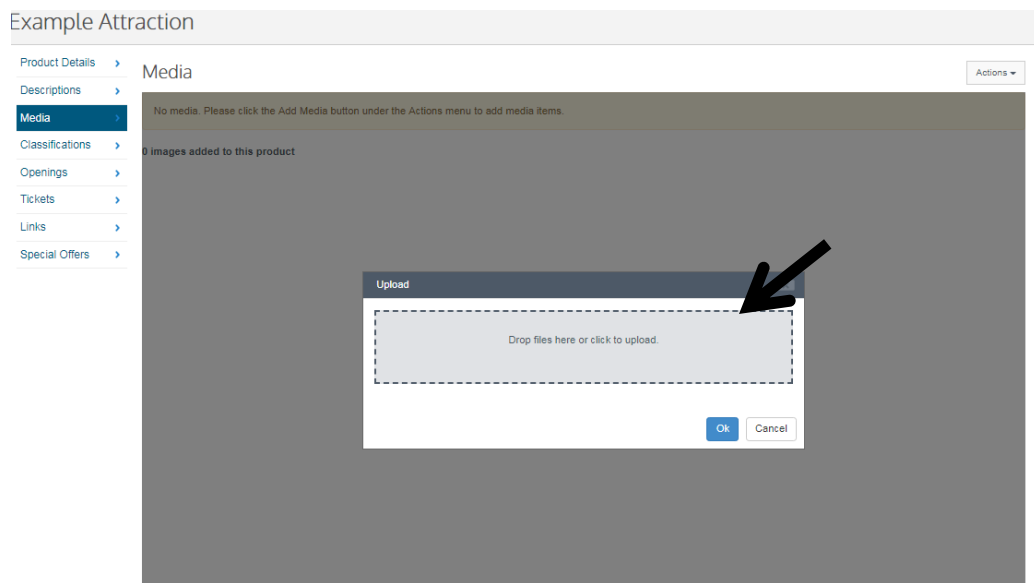 Example Attraction
Product Details
Descriptions
Media
Classifications
Openings
Tickets
Links
Special Offers
Media
Actions
No media. Please click the Add Media button under the Actions menu to add media items.
0 images added to this product
Upload
Drop files here or click to upload.
Ok
Cancel